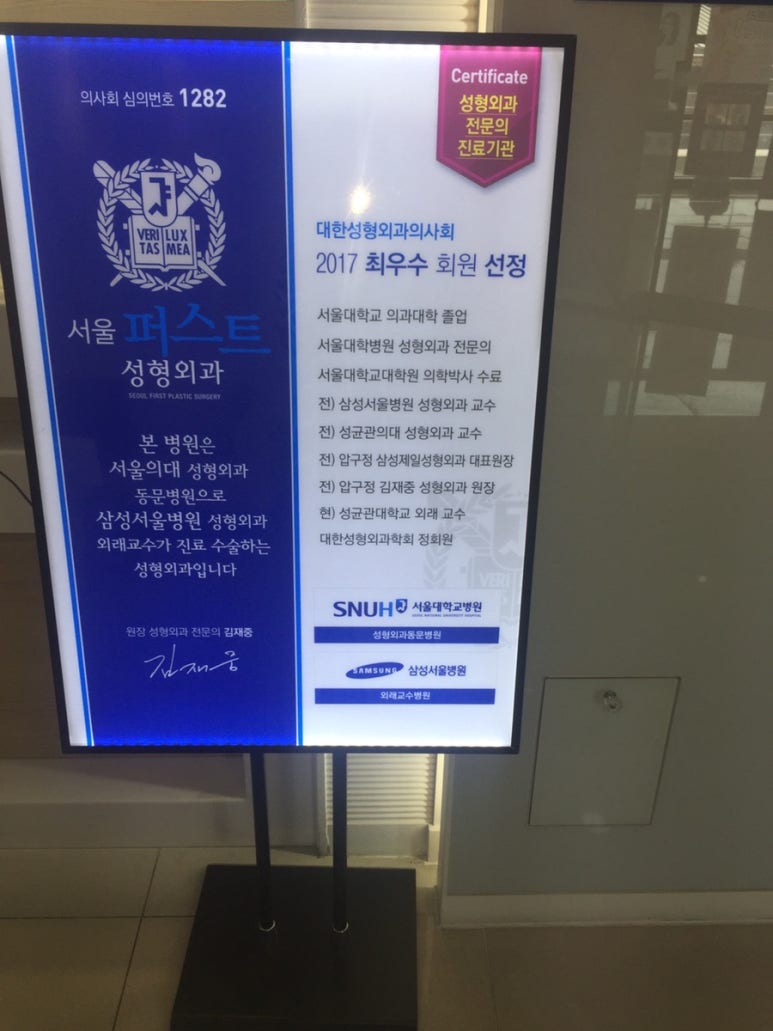 의사회 심의번호 1282
VERI LUX
TAS MEA
서울 퍼스트
성형외과
SEOUL FIRST PLASTIC SURGERY
본 병원은
서울의대 성형외과
동문병원으로
삼성서울병원 성형외과
외래교수가 진료 수술하는
성형외과입니다
원장 성형외과 전문의 김재중
김재중
Certificate
성형외과
전문의
진료기관
대한성형외과의사회
2017 최우수 회원 선정
서울대학교 의과대학 졸업
서울대학병원 성형외과 전문의
서울대학교대학원 의학박사 수료
전) 삼성서울병원 성형외과 교수
전) 성균관의대 성형외과 교수
전) 압구정 삼성제일성형외과 대표원장
전) 압구정 김재중 성형외과 원장
현) 성균관대학교 외래 교수
대한성형외과학회 정회원
VERI
SNUH 서울대학교병원
SEOUL NATIONAL UNIVERSITY HOSPITAL
성형외과동문병원
SAMSUNG 삼성서울병원
외래교수병원